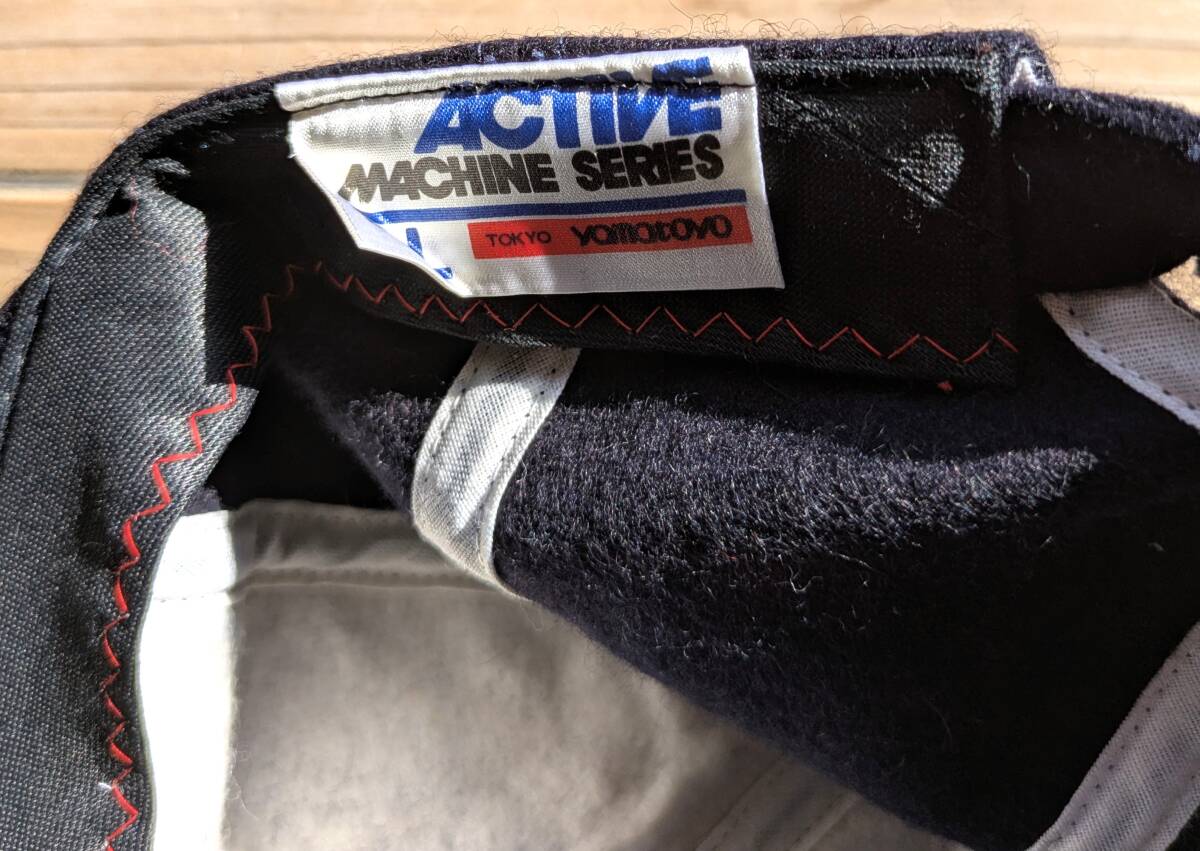 ACTIVE
MACHINE SERIES
L TOKYO yamatoyo